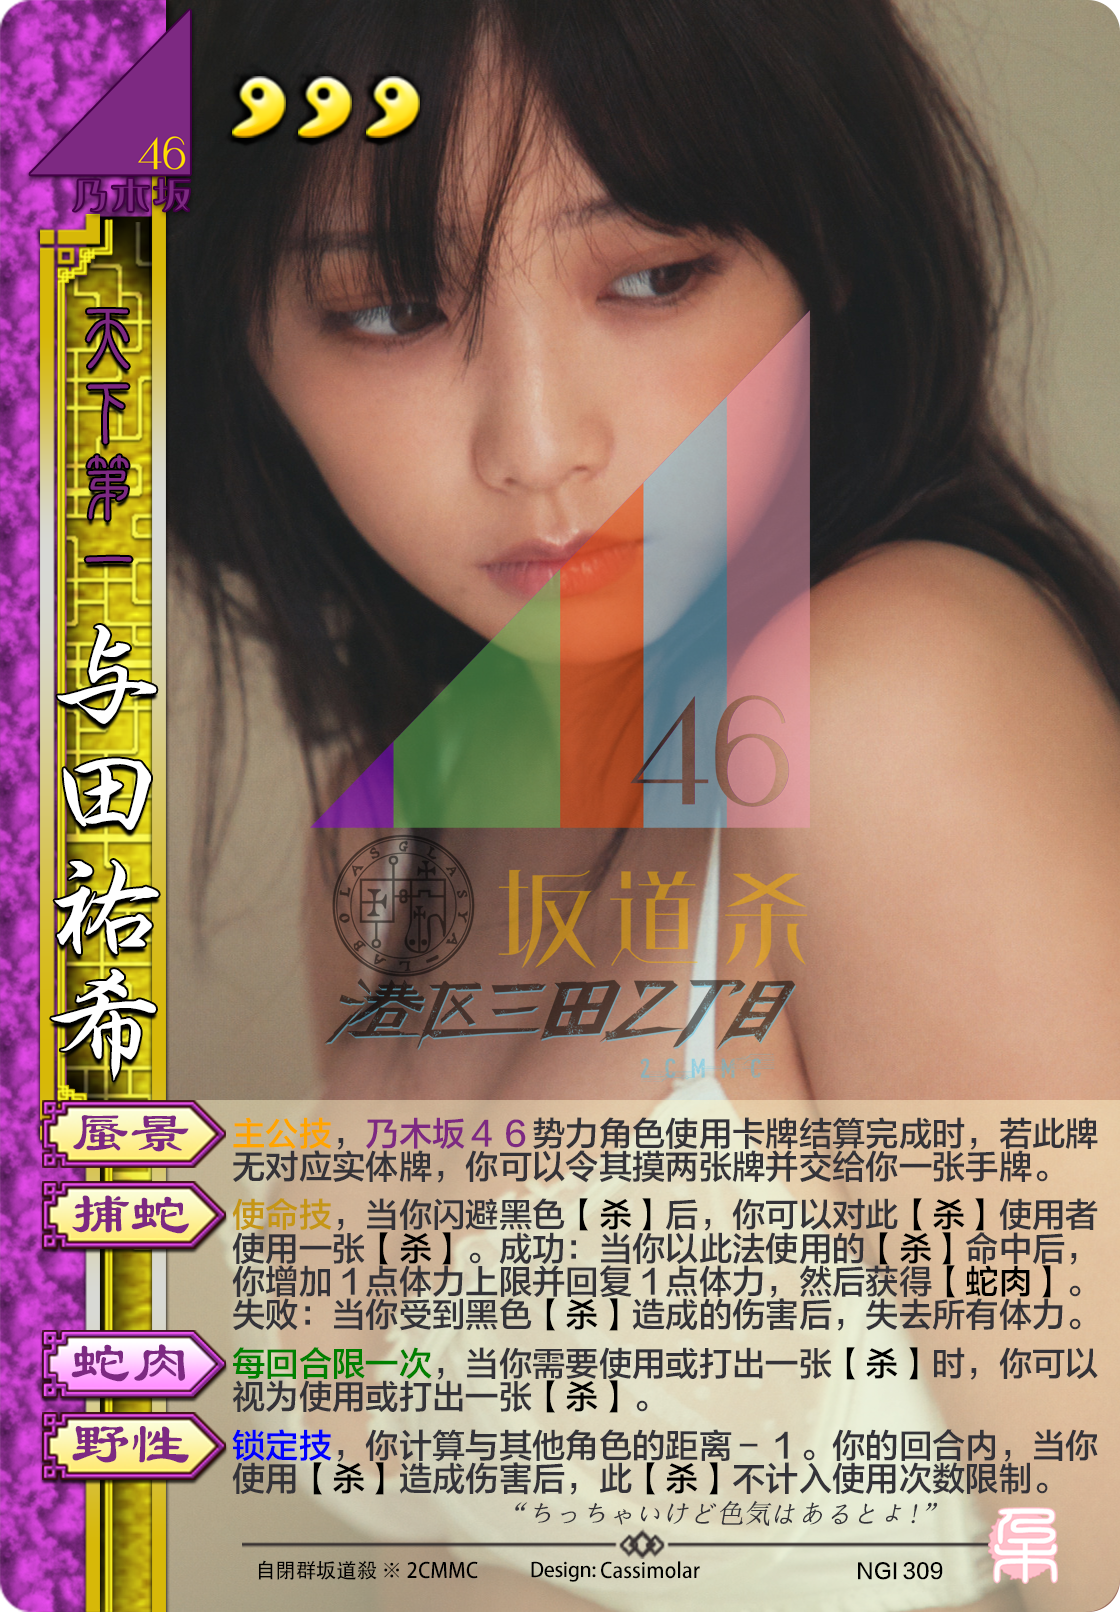 46
乃木坂
天下第一
与田祐希
46
GLASYALABOLAS
坂道杀
港区三田2丁目
2CMMC
蜃景
主公技，乃木坂４６势力角色使用卡牌结算完成时，若此牌
无对应实体牌，你可以令其摸两张牌并交给你一张手牌。
捕蛇
使命技，当你闪避黑色【杀】后，你可以对此【杀】使用者
使用一张【杀】。成功：当你以此法使用的【杀】命中后，
你增加１点体力上限并回复１点体力，然后获得【蛇肉】。
失败：当你受到黑色【杀】造成的伤害后，失去所有体力。
蛇肉
每回合限一次，当你需要使用或打出一张【杀】时，你可以
视为使用或打出一张【杀】。
野性
锁定技，你计算与其他角色的距离－１。你的回合内，当你
使用【杀】造成伤害后，此【杀】不计入使用次数限制。
“ちっちゃいけど色気はあるとよ！”
自閉群坂道殺 ※ 2CMMC Design: Cassimolar NGI 309